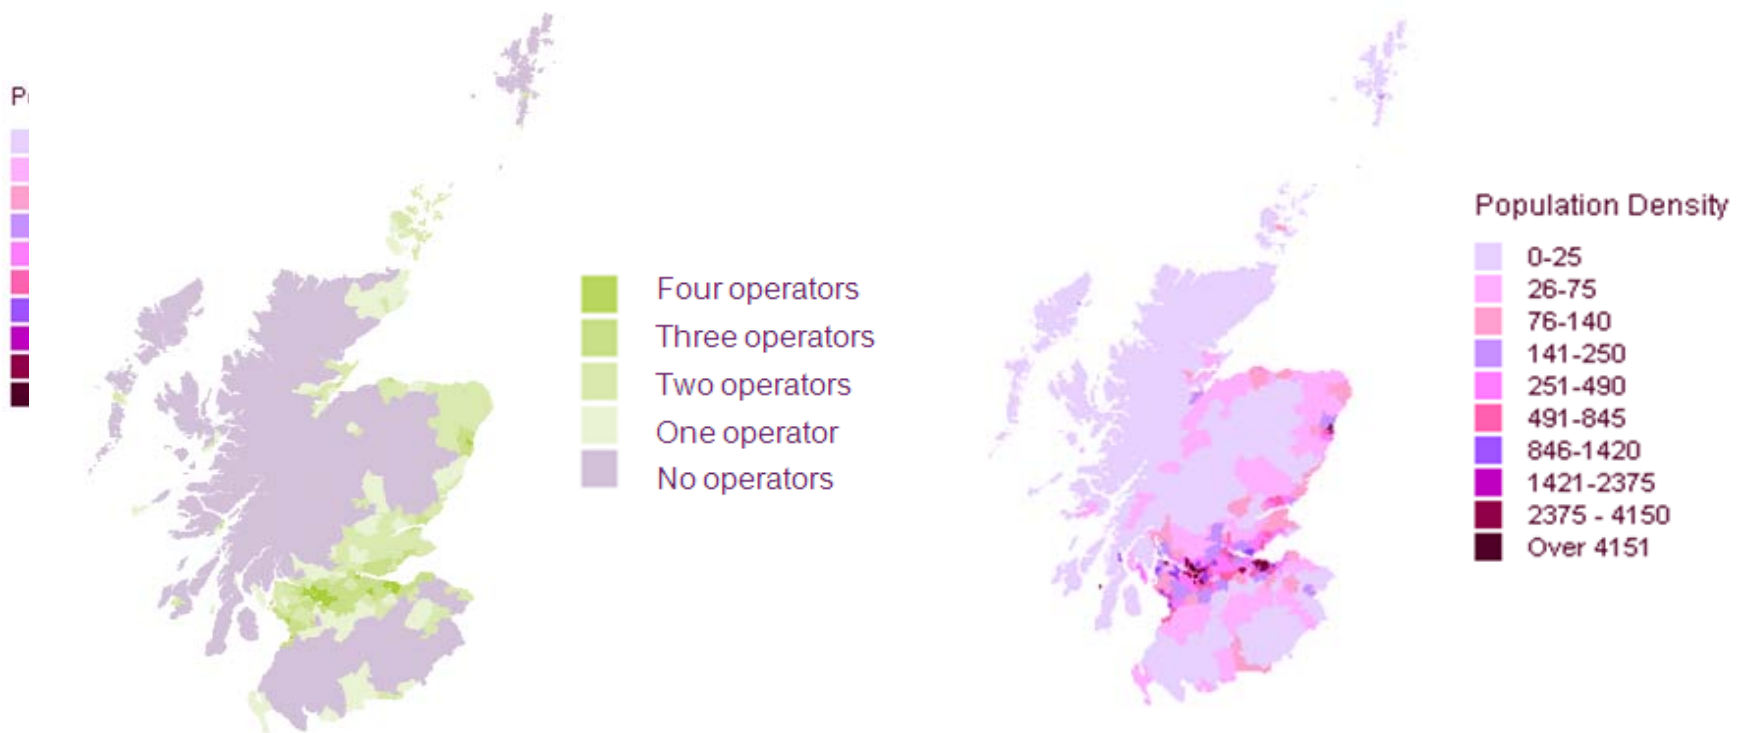 Four operators
Three operators
Two operators
One operator
No operators
Population Density
0-25
26-75
76-140
141-250
251-490
491-845
846-1420
1421-2375
2375 - 4150
Over 4151